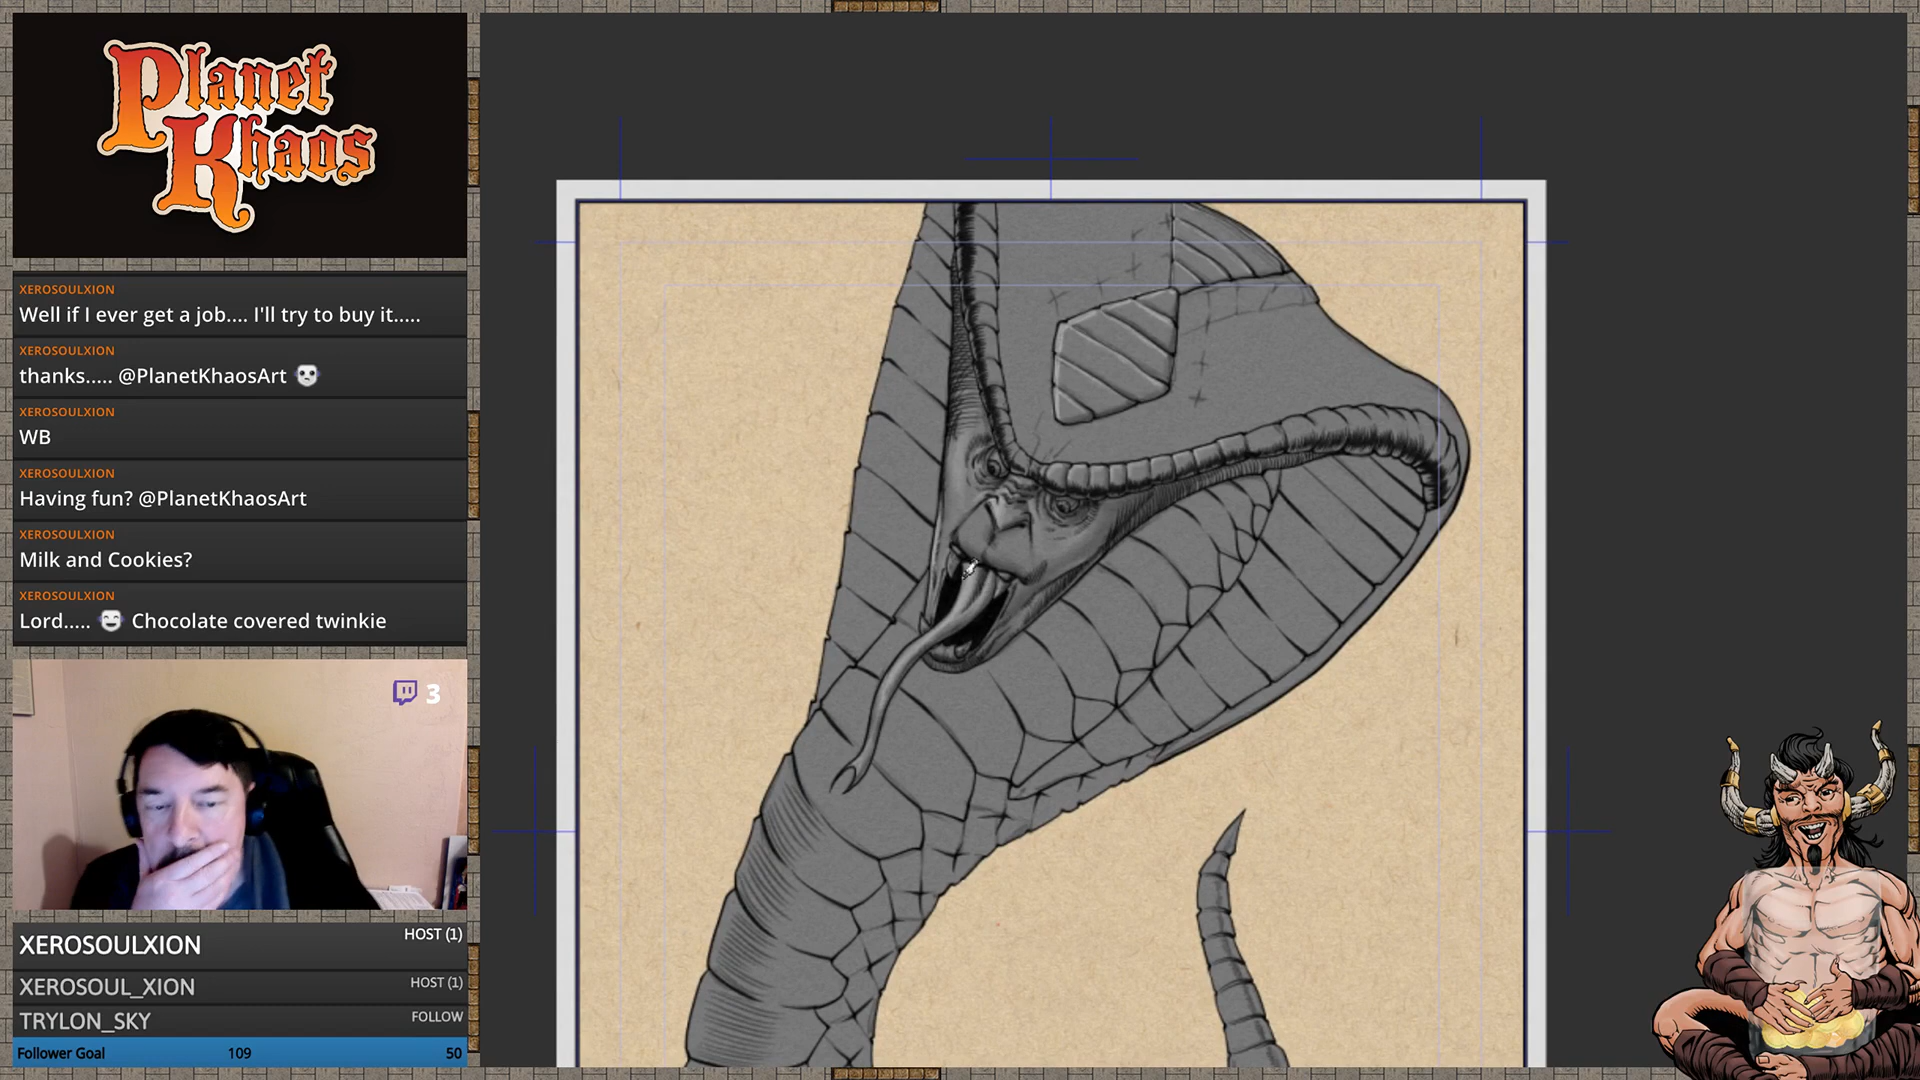 Planet
Khaos
XEROSOULXION
Well if I ever get a job.... I'll try to buy it.....
XEROSOULXION
thanks..... @PlanetKhaosArt
XEROSOULXION
WB
XEROSOULXION
Having fun? @PlanetKhaosArt
XEROSOULXION
Milk and Cookies?
XEROSOULXION
Lord..... Chocolate covered twinkie
3
XEROSOULXION HOST (1)
XEROSOUL_XION HOST (1)
TRYLON_SKY FOLLOW
Follower Goal 109 50